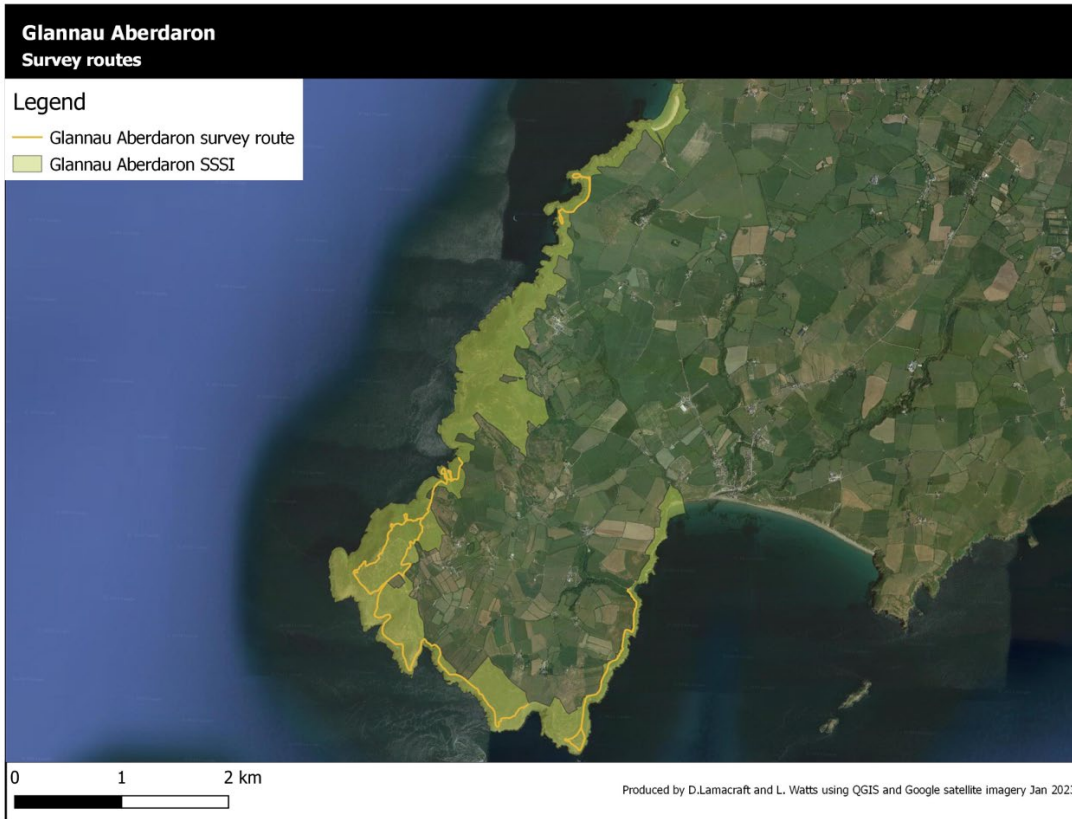 Glannau Aberdaron
Survey routes
Legend
Glannau Aberdaron survey route
Glannau Aberdaron SSSI
0 1 2 km
Produced by D.Lamacraft and L. Watts using QGIS and Google satellite imagery Jan 2023